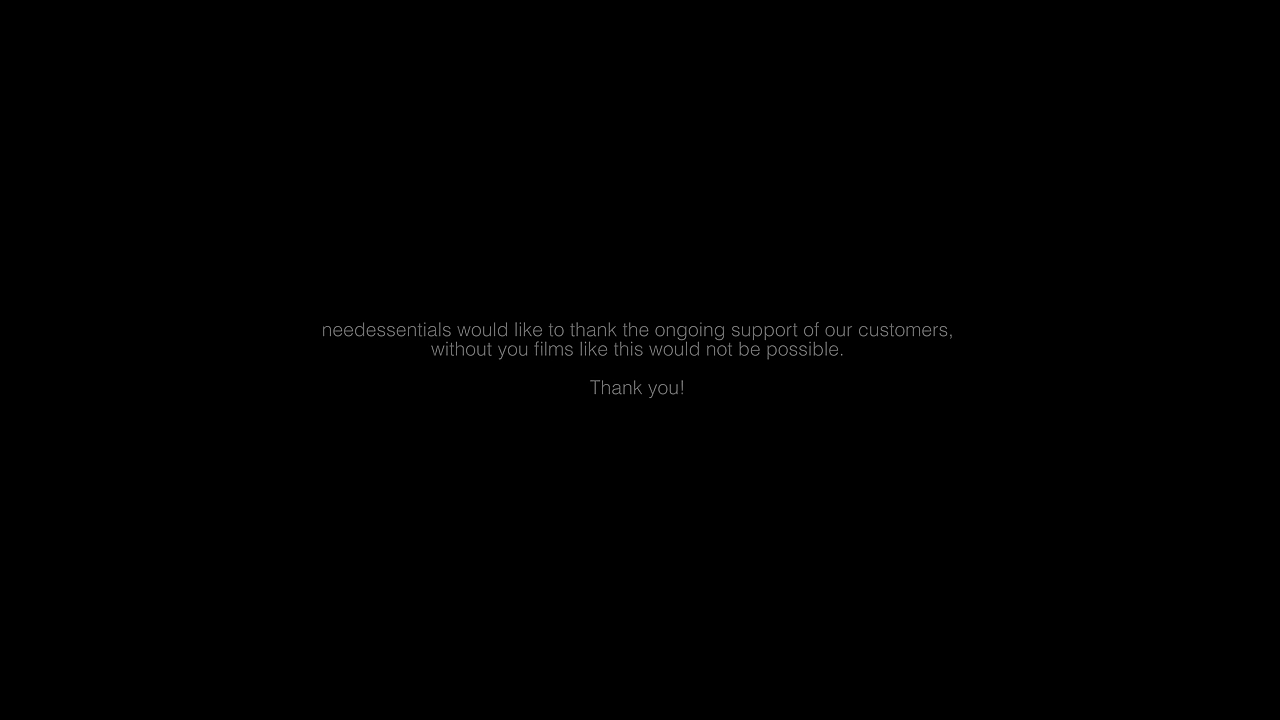 needessentials would like to thank the ongoing support of our customers,
without you films like this would not be possible.
Thank you!